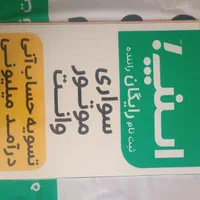 اسنپ!
ثبت نام رایگان راننده
سواری
موتور
وانت
تسویه حساب آنی
درآمد میلیونی